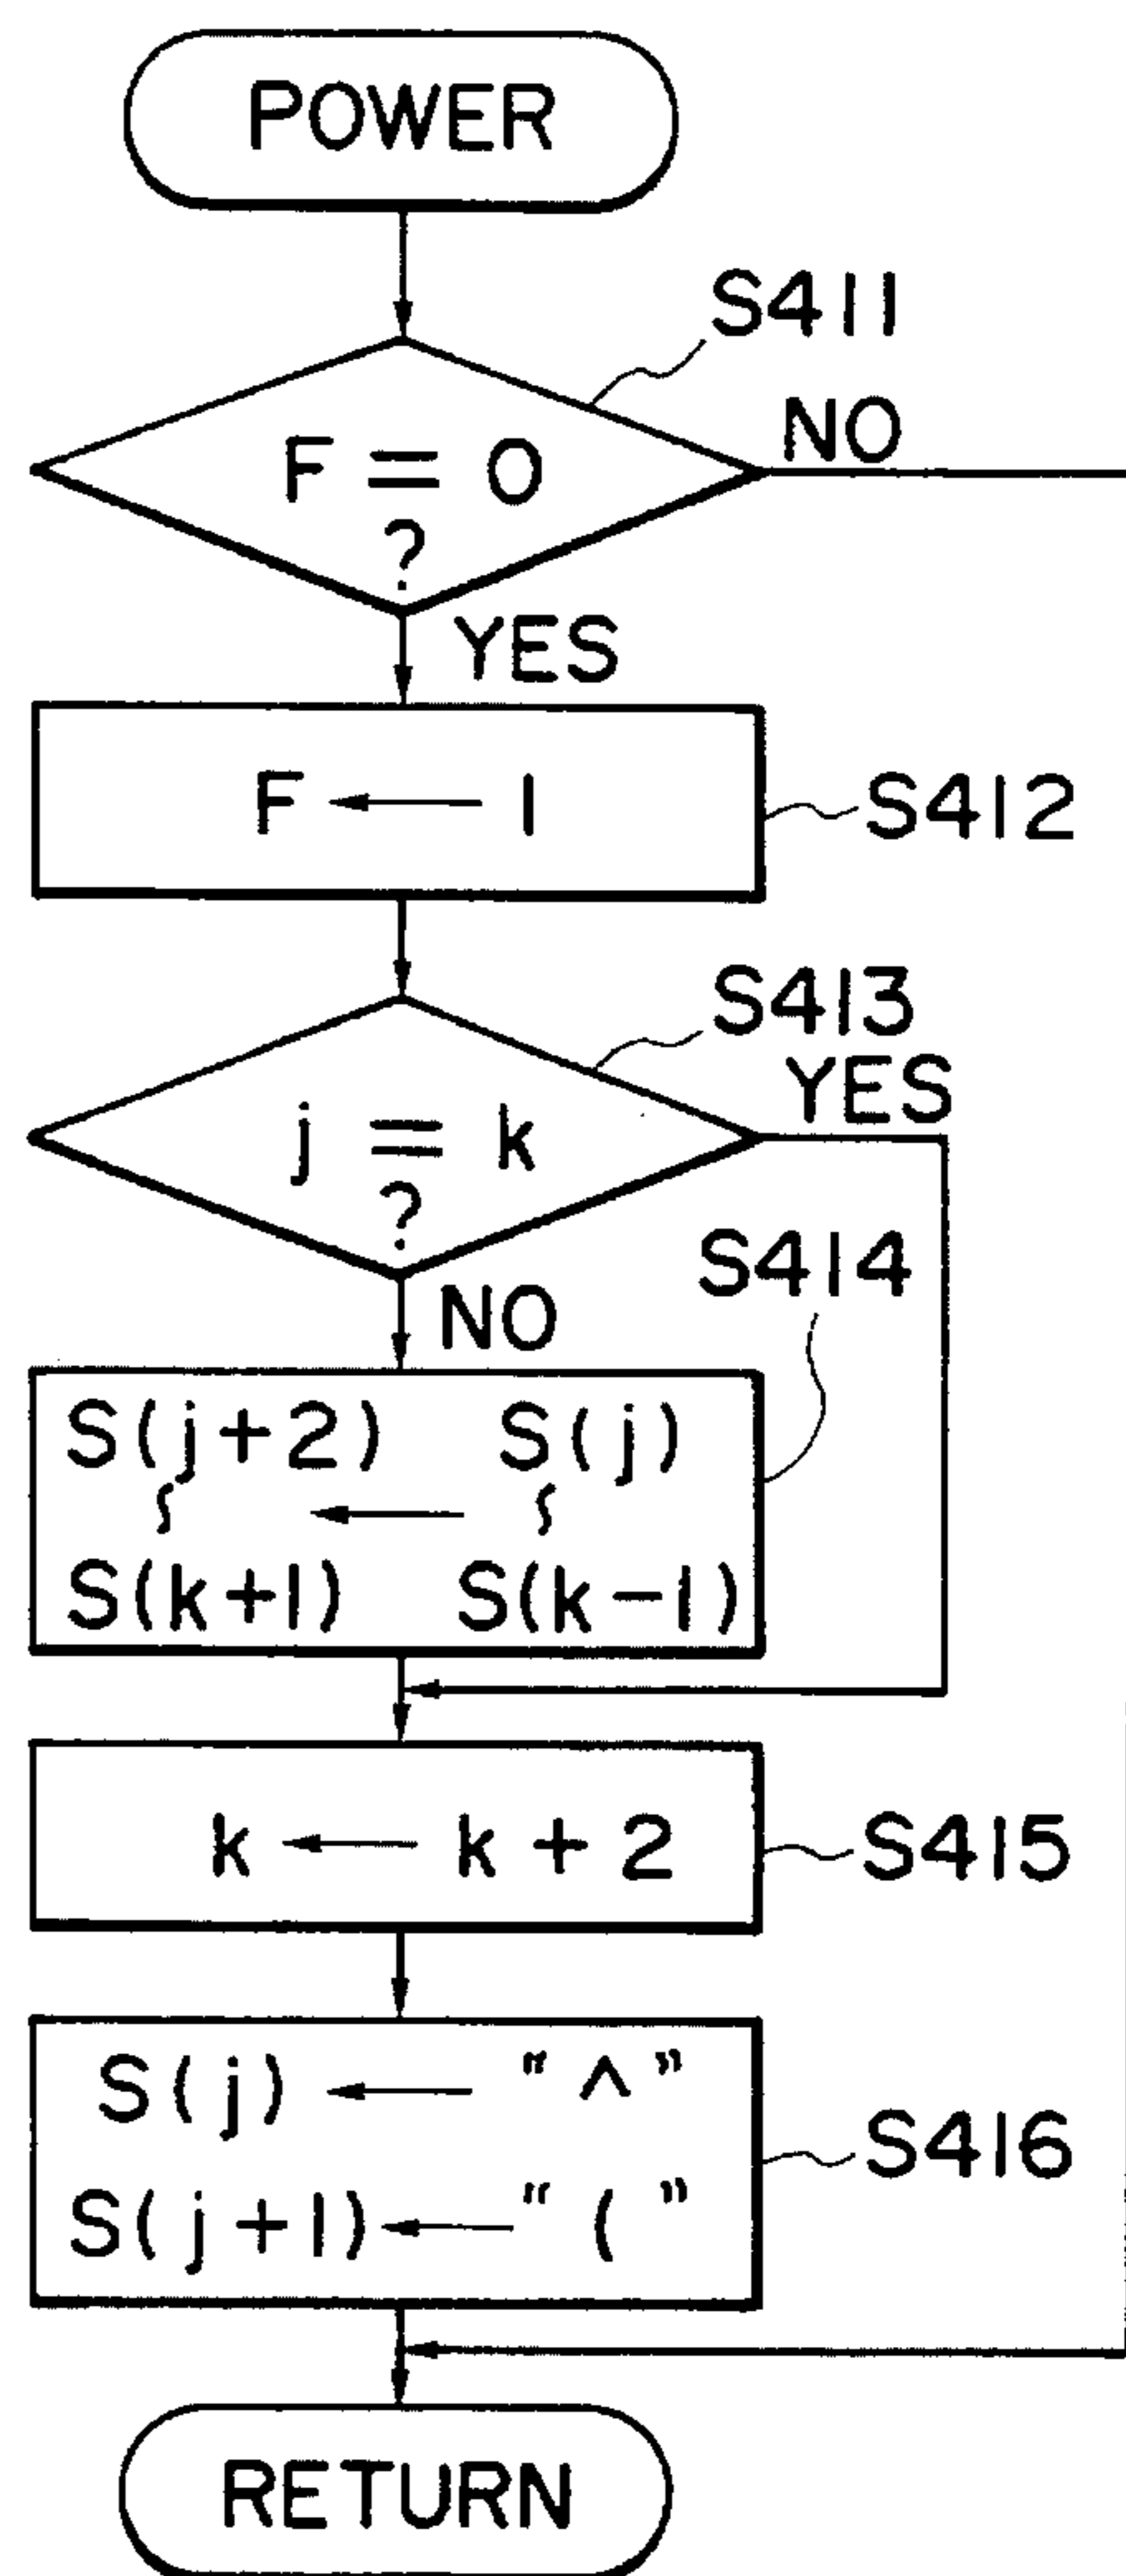 POWER
S411
F = 0
?
NO
YES
F ← 1
S412
S413
j = k
?
YES
NO
S414
S(j+2) S(j)
∫ ← ∫
S(k+1) S(k-1)
k ← k + 2
S415
S(j) ← "^"
S(j+1) ← "("
S416
RETURN